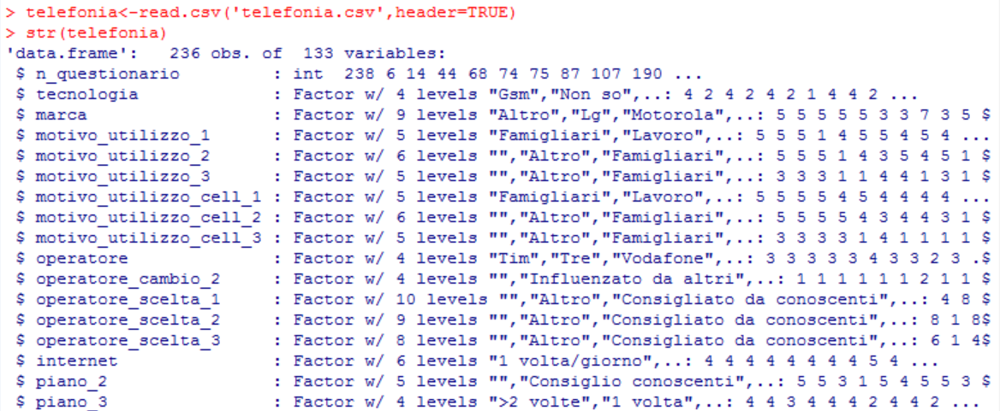 > telefonia<-read.csv('telefonia.csv',header=TRUE)
> str(telefonia)
'data.frame':   236 obs. of  133 variables:
 $ n_questionario         : int  238 6 14 44 68 74 75 87 107 190 ...
 $ tecnologia             : Factor w/ 4 levels "Gsm","Non so",..: 4 2 4 2 4 2 1 4 4 2 ...
 $ marca                  : Factor w/ 9 levels "Altro","Lg","Motorola",..: 5 5 5 5 5 3 3 7 3 5 $
 $ motivo_utilizzo_1      : Factor w/ 5 levels "Famigliari","Lavoro",..: 5 5 5 1 4 5 5 4 5 4 ...
 $ motivo_utilizzo_2      : Factor w/ 6 levels "","Altro","Famigliari",..: 5 5 5 1 4 3 5 4 5 1 $
 $ motivo_utilizzo_3      : Factor w/ 5 levels "","Altro","Famigliari",..: 3 3 3 1 1 4 4 1 3 1 $
 $ motivo_utilizzo_cell_1 : Factor w/ 5 levels "Famigliari","Lavoro",..: 5 5 5 5 4 5 4 4 4 4 ...
 $ motivo_utilizzo_cell_2 : Factor w/ 6 levels "","Altro","Famigliari",..: 5 5 5 5 4 3 4 4 3 1 $
 $ motivo_utilizzo_cell_3 : Factor w/ 5 levels "","Altro","Famigliari",..: 3 3 3 3 1 4 1 1 1 1 $
 $ operatore              : Factor w/ 4 levels "Tim","Tre","Vodafone",..: 3 3 3 3 3 4 3 3 2 3 .$
 $ operatore_cambio_2     : Factor w/ 4 levels "","Influenzato da altri",..: 1 1 1 1 1 1 2 1 1 $
 $ operatore_scelta_1     : Factor w/ 10 levels "","Altro","Consigliato da conoscenti",..: 4 8 $
 $ operatore_scelta_2     : Factor w/ 9 levels "","Altro","Consigliato da conoscenti",..: 8 1 8$
 $ operatore_scelta_3     : Factor w/ 8 levels "","Altro","Consigliato da conoscenti",..: 6 1 4$
 $ internet               : Factor w/ 6 levels "1 volta/giorno",..: 4 4 4 4 4 4 4 4 5 4 ...
 $ piano_2                : Factor w/ 5 levels "","Consiglio conoscenti",..: 5 5 3 1 5 4 5 5 3 $
 $ piano_3                : Factor w/ 4 levels ">2 volte","1 volta",..: 4 4 3 4 4 4 2 4 4 2 ...